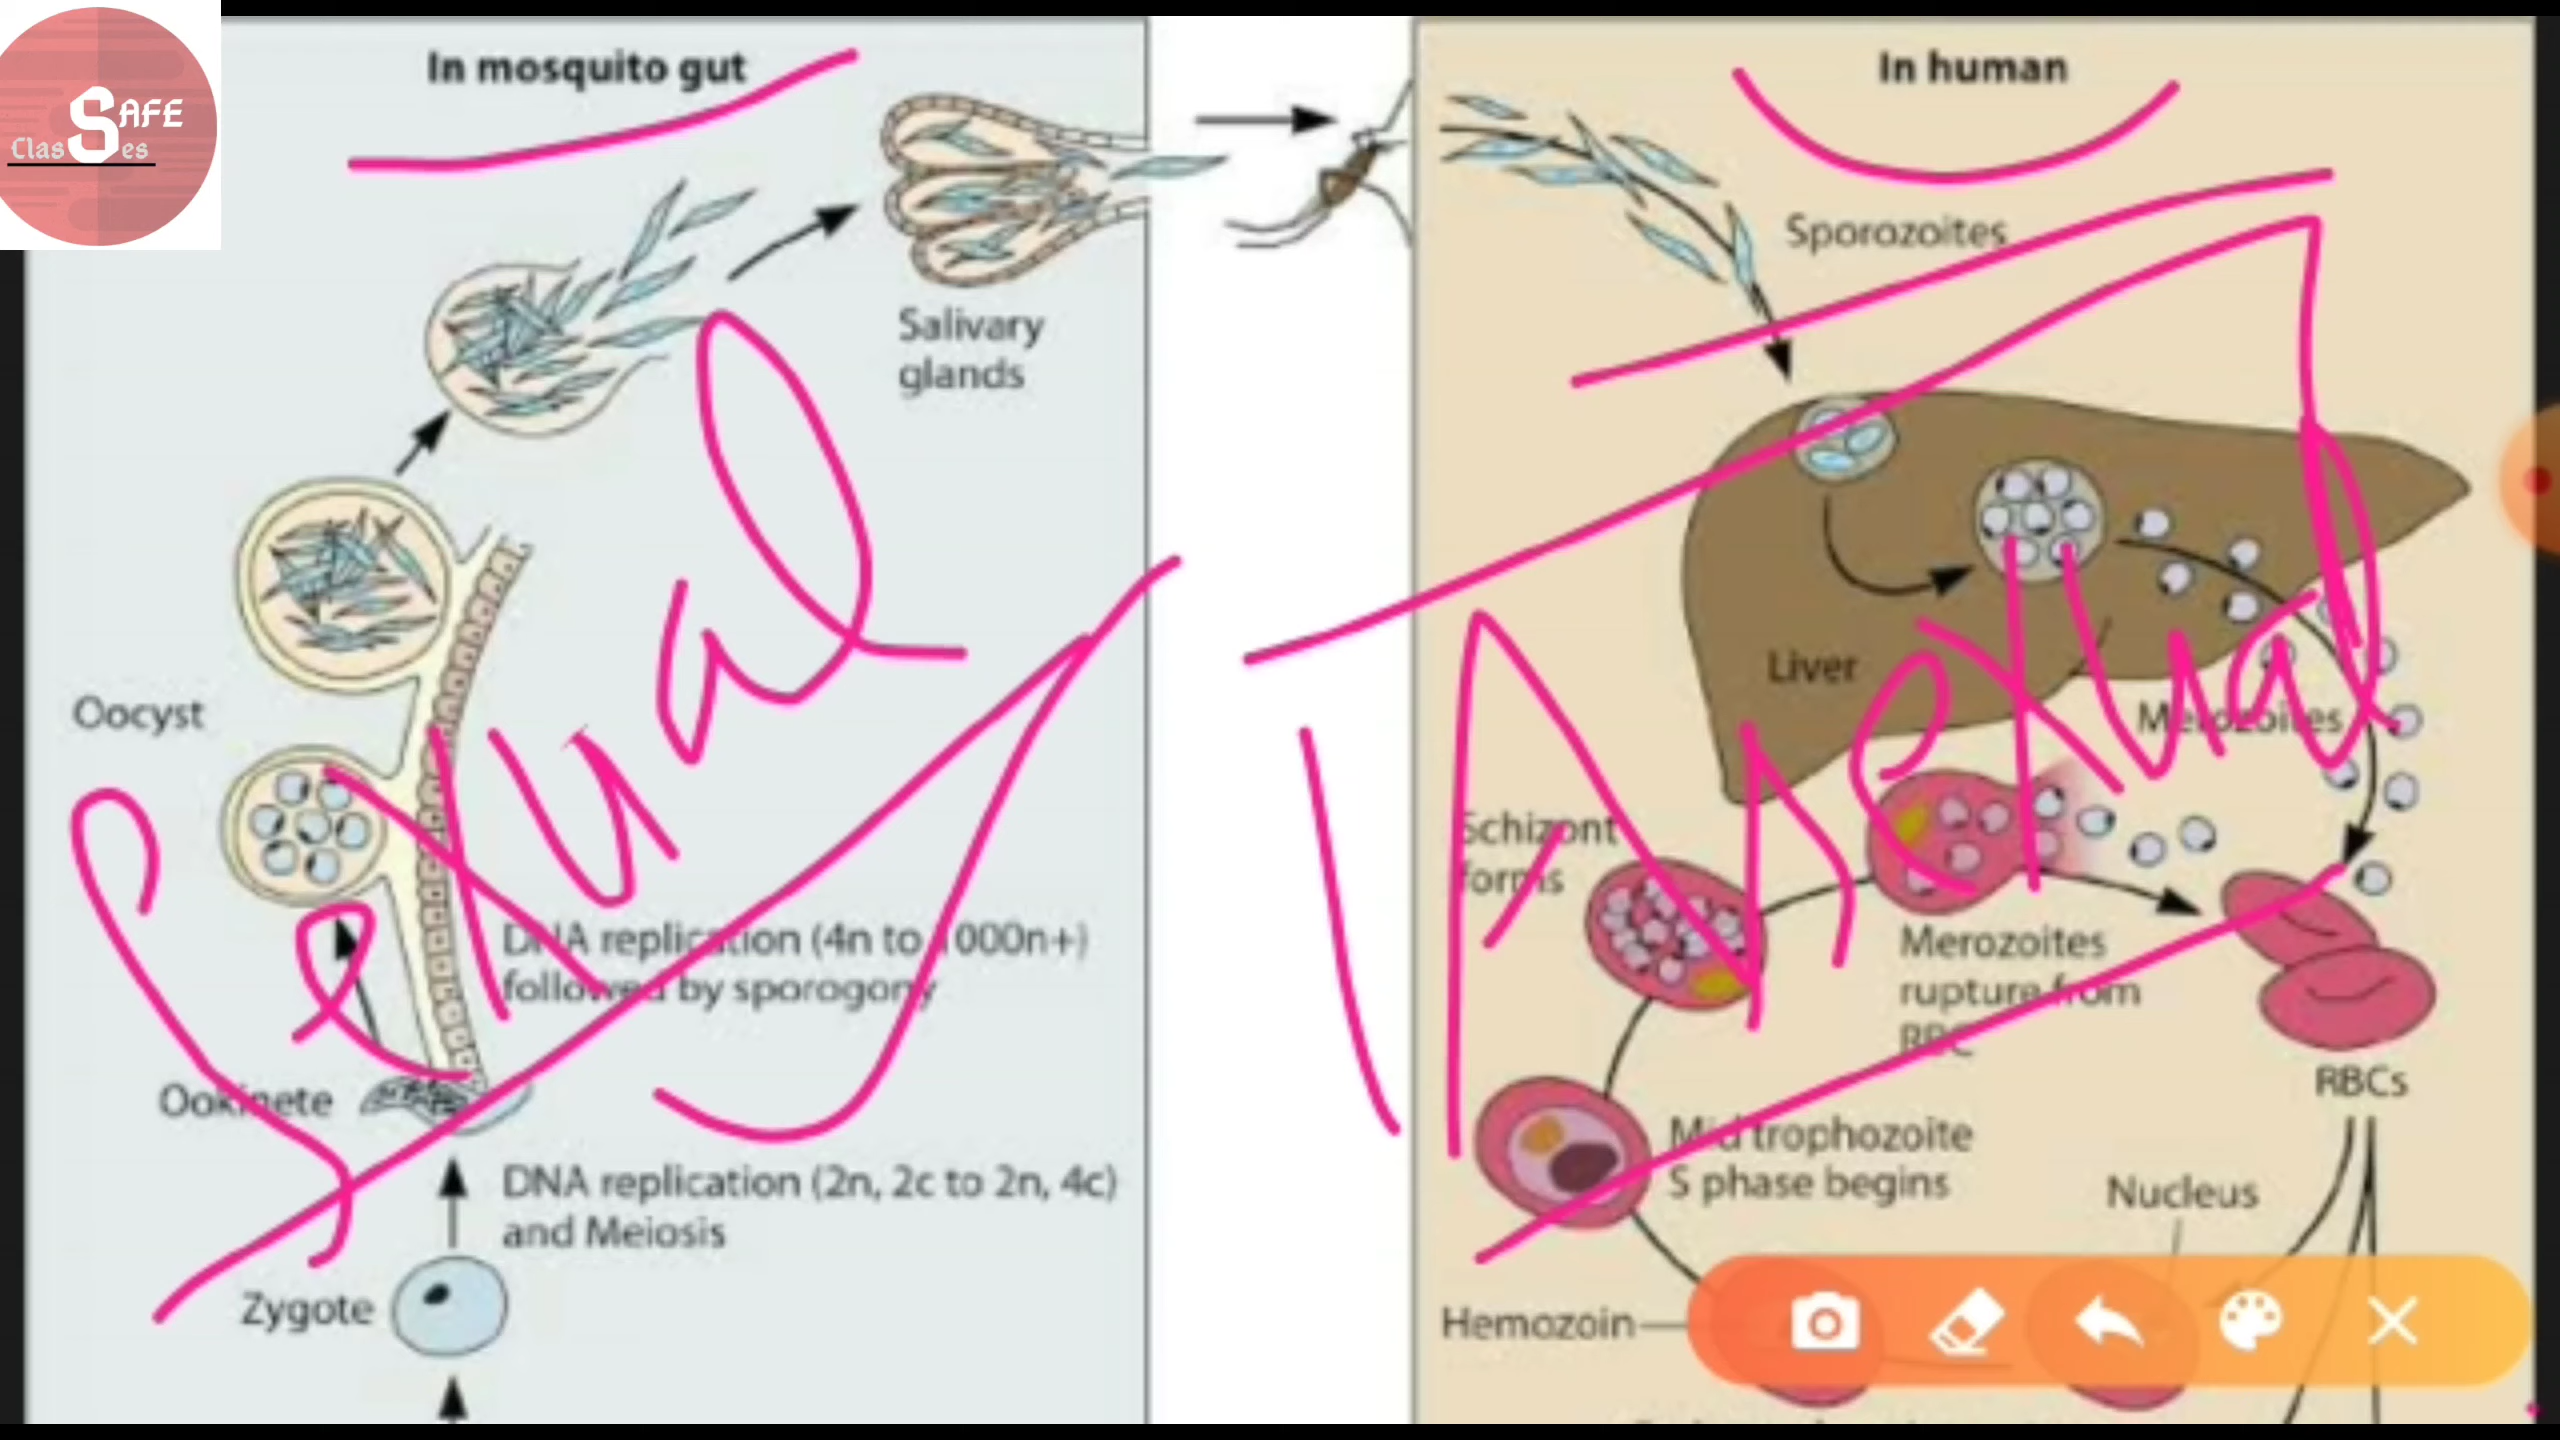 SAFE
Classes
In mosquito gut
Salivary
glands
Oocyst
DNA replication (4n to 1000n+)
followed by sporogony
Ookinete
DNA replication (2n, 2c to 2n, 4c)
and Meiosis
Zygote
Sexual
In human
Sporozoites
Liver
Merozoites
Schizont
forms
Merozoites
rupture from
RBC
RBCs
Mid trophozoite
S phase begins
Nucleus
Hemozoin
Asexual